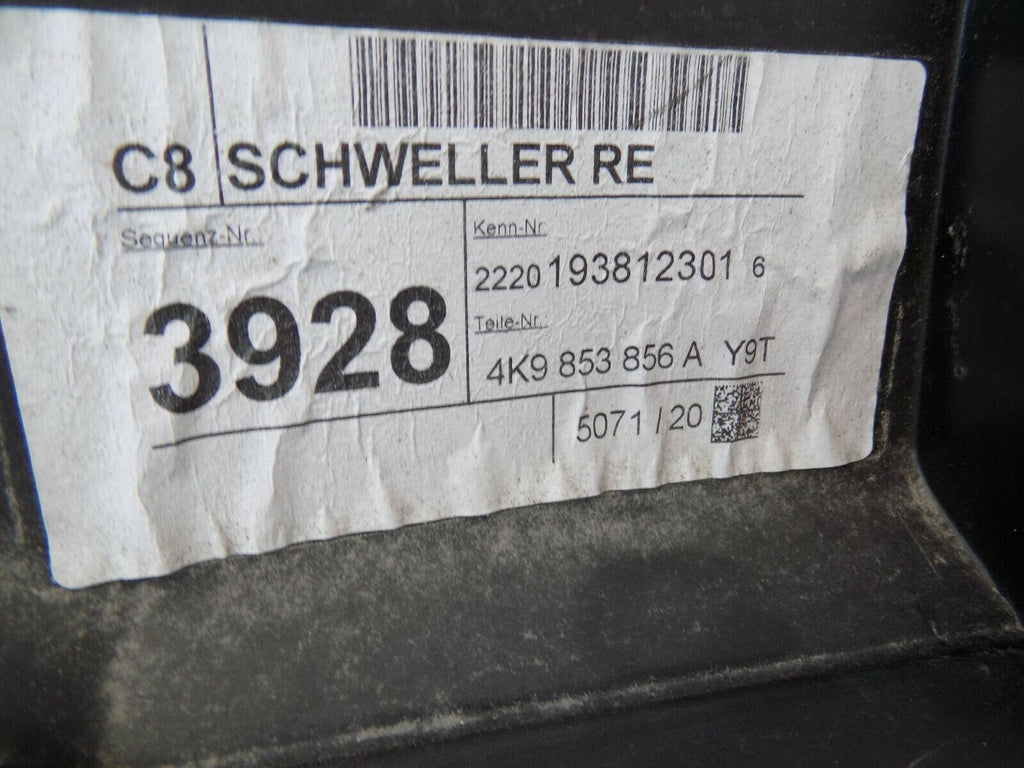 C8 SCHWELLER RE
Sequenz-Nr.:
3928
Kenn-Nr
2220 193812301 6
Teile-Nr.:
4K9 853 856 A Y9T
5071 / 20